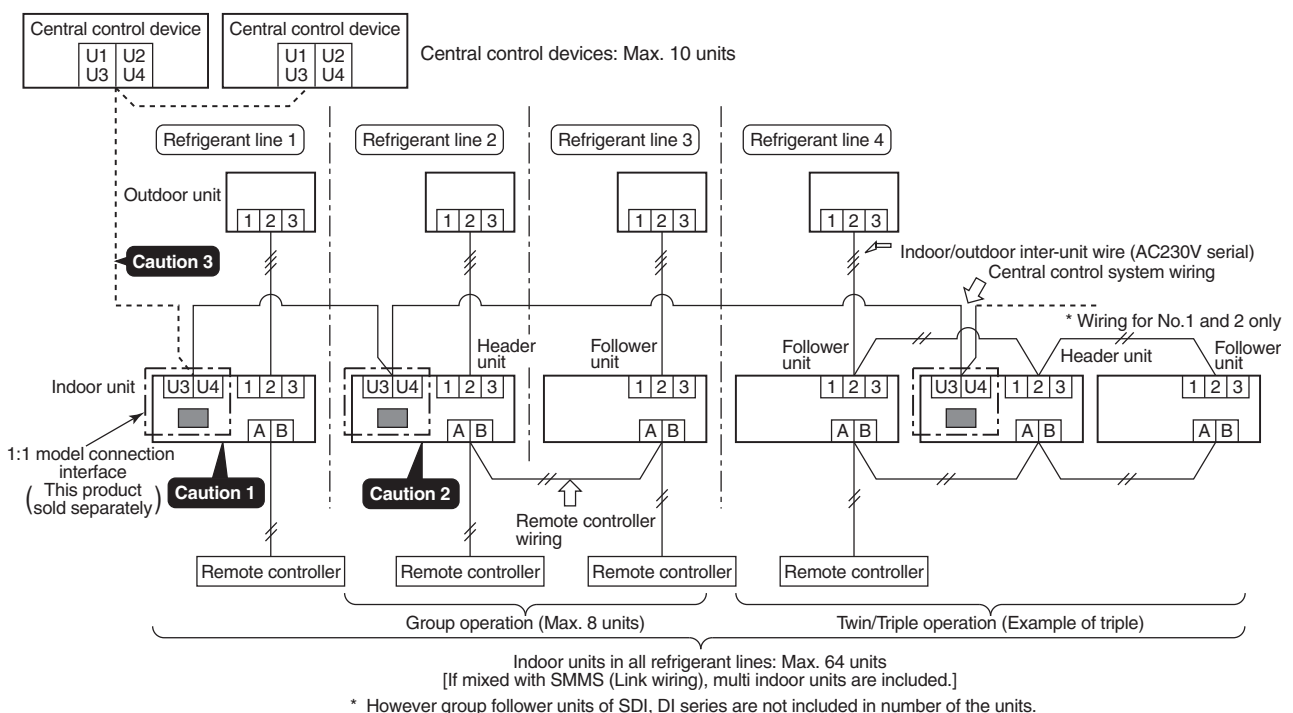 Central control device
Central control device
U1 U2
U3 U4
U1 U2
U3 U4
Central control devices: Max. 10 units
Refrigerant line 1
Refrigerant line 2
Refrigerant line 3
Refrigerant line 4
Outdoor unit
1 2 3
1 2 3
1 2 3
1 2 3
Caution 3
Indoor/outdoor inter-unit wire (AC230V serial)
Central control system wiring
* Wiring for No.1 and 2 only
Indoor unit
Header
unit
Follower
unit
Follower
unit
Header unit
Follower
unit
U3 U4 1 2 3
U3 U4 1 2 3
1 2 3
1 2 3
U3 U4 1 2 3
1 2 3
A B
A B
A B
A B
A B
A B
1:1 model connection
interface
(This product
sold separately)
Caution 1
Caution 2
Remote controller
wiring
Remote controller
Remote controller
Remote controller
Remote controller
Group operation (Max. 8 units)
Twin/Triple operation (Example of triple)
Indoor units in all refrigerant lines: Max. 64 units
[If mixed with SMMS (Link wiring), multi indoor units are included.]
* However group follower units of SDI, DI series are not included in number of the units.